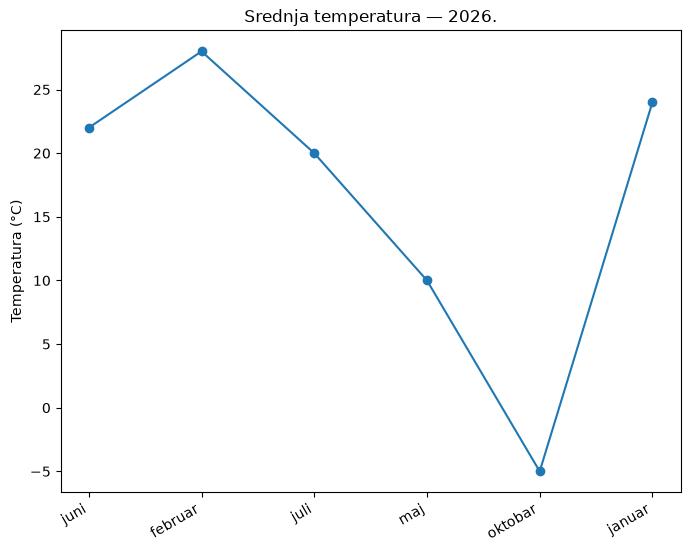 Srednja temperatura — 2026.
Temperatura (°C)
25
20
15
10
5
0
−5
juni
februar
juli
maj
oktobar
januar